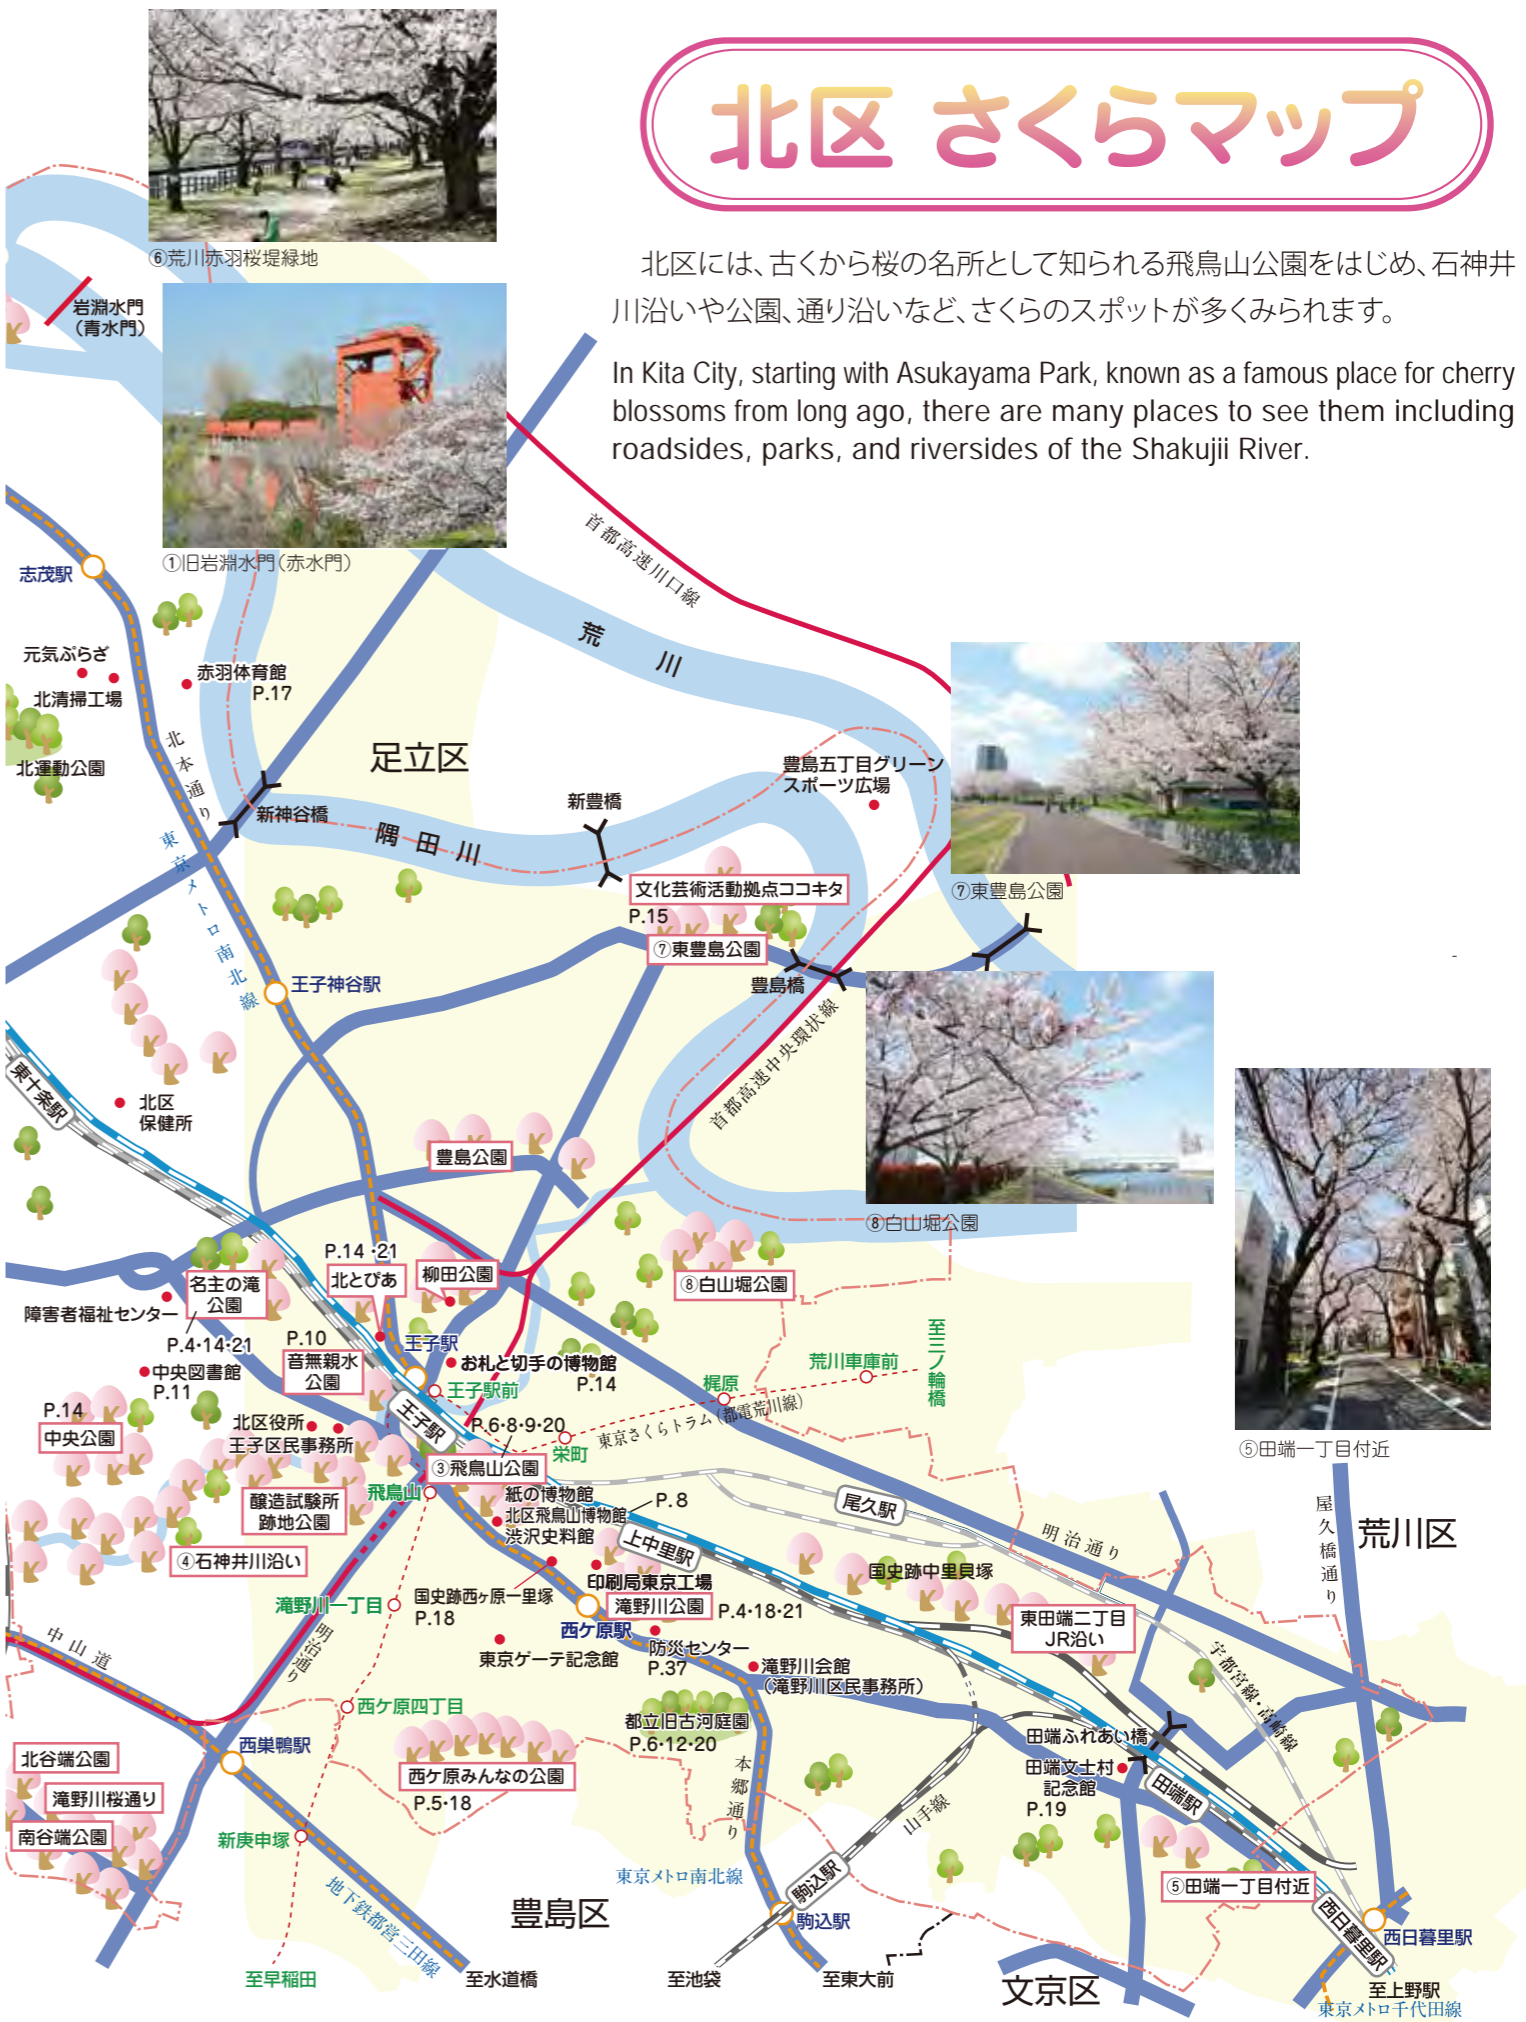 北区 さくらマップ
北区には、古くから桜の名所として知られる飛鳥山公園をはじめ、石神井
川沿いや公園、通り沿いなど、さくらのスポットが多くみられます。
In Kita City, starting with Asukayama Park, known as a famous place for cherry
blossoms from long ago, there are many places to see them including
roadsides, parks, and riversides of the Shakujii River.
⑥荒川赤羽桜堤緑地
岩淵水門
(青水門)
①旧岩淵水門(赤水門)
首都高速川口線
志茂駅
荒川
元気ぷらざ
北清掃工場
赤羽体育館
P.17
北本通り
北運動公園
足立区
豊島五丁目グリーン
スポーツ広場
新神谷橋
新豊橋
隅田川
東京メトロ南北線
文化芸術活動拠点ココキタ
P.15
⑦東豊島公園
⑦東豊島公園
豊島橋
王子神谷駅
首都高速中央環状線
東十条駅
北区
保健所
豊島公園
⑧白山堀公園
⑧白山堀公園
P.14・21
北とぴあ
柳田公園
名主の滝
公園
障害者福祉センター
P.4・14・21
P.10
音無親水
公園
王子駅
お札と切手の博物館
P.14
王子駅前
王子駅
中央図書館
P.11
P.14
中央公園
北区役所
王子区民事務所
P.6・8・9・20
③飛鳥山公園
栄町
梶原
荒川車庫前
至三ノ輪橋
東京さくらトラム(都電荒川線)
⑤田端一丁目付近
醸造試験所
跡地公園
飛鳥山
紙の博物館
北区飛鳥山博物館
渋沢史料館
P.8
④石神井川沿い
上中里駅
尾久駅
明治通り
屋久橋通り
荒川区
国史跡中里貝塚
国史跡西ヶ原一里塚
P.18
印刷局東京工場
滝野川公園
P.4・18・21
西ケ原駅
滝野川一丁目
明治通り
中山道
東京ゲーテ記念館
防災センター
P.37
滝野川会館
(滝野川区民事務所)
東田端二丁目
JR沿い
宇都宮線・高崎線
西ケ原四丁目
都立旧古河庭園
P.6・12・20
本郷通り
田端ふれあい橋
田端文士村
記念館
P.19
田端駅
西巣鴨駅
北谷端公園
滝野川桜通り
南谷端公園
西ケ原みんなの公園
P.5・18
山手線
新庚申塚
東京メトロ南北線
駒込駅
駒込駅
⑤田端一丁目付近
西日暮里駅
西日暮里駅
地下鉄都営三田線
豊島区
至早稲田
至水道橋
至池袋
至東大前
文京区
至上野駅
東京メトロ千代田線